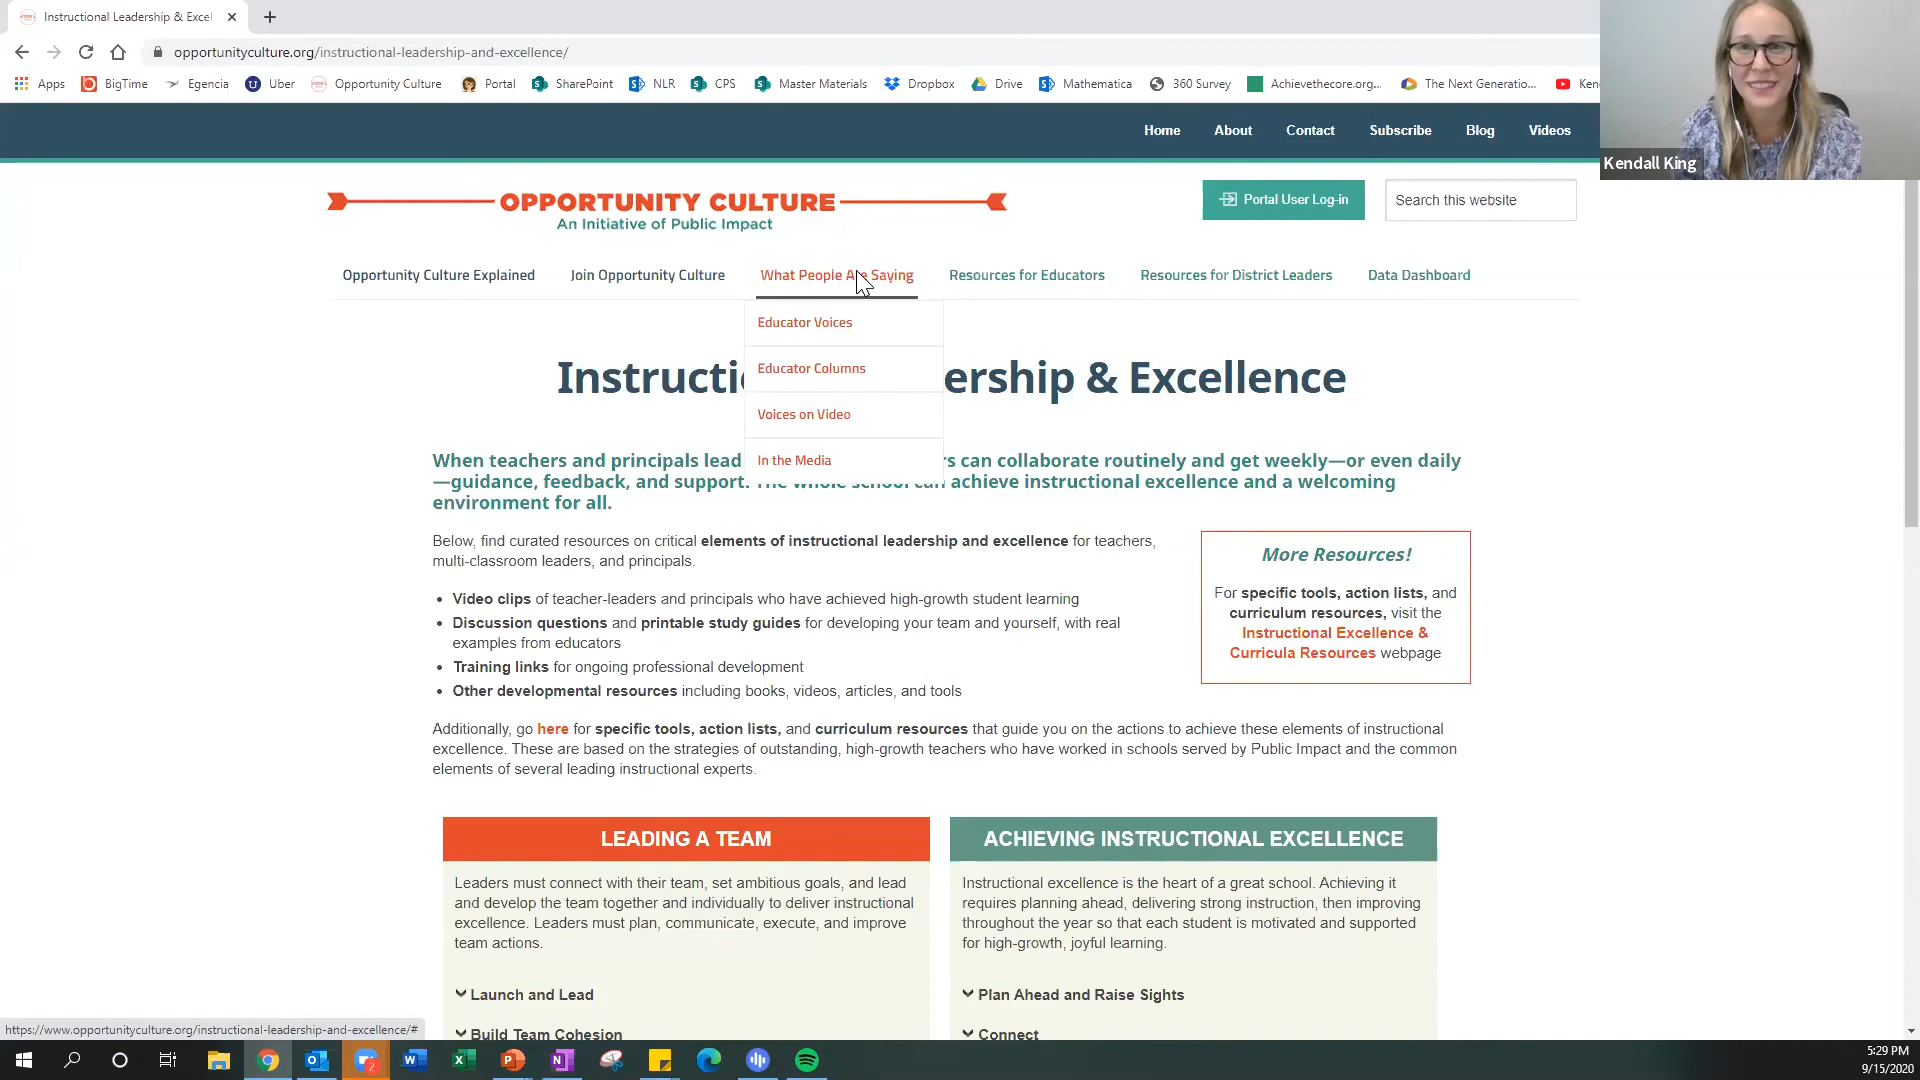 Instructional Leadership & Excel
opportunityculture.org/instructional-leadership-and-excellence/
Apps BigTime Egencia Uber Opportunity Culture Portal SharePoint NLR CPS Master Materials Dropbox Drive Mathematica 360 Survey Achievethecore.org... The Next Generatio...
Home About Contact Subscribe Blog Videos
Kendall King
OPPORTUNITY CULTURE
An Initiative of Public Impact
Portal User Log-in
Search this website
Opportunity Culture Explained Join Opportunity Culture What People Are Saying Resources for Educators Resources for District Leaders Data Dashboard
Educator Voices
Educator Columns
Voices on Video
In the Media
Instructi ership & Excellence
When teachers and principals lead s can collaborate routinely and get weekly—or even daily
—guidance, feedback, and support. The whole school can achieve instructional excellence and a welcoming
environment for all.
Below, find curated resources on critical elements of instructional leadership and excellence for teachers,
multi-classroom leaders, and principals.
• Video clips of teacher-leaders and principals who have achieved high-growth student learning
• Discussion questions and printable study guides for developing your team and yourself, with real
examples from educators
• Training links for ongoing professional development
• Other developmental resources including books, videos, articles, and tools
More Resources!
For specific tools, action lists, and
curriculum resources, visit the
Instructional Excellence &
Curricula Resources webpage
Additionally, go here for specific tools, action lists, and curriculum resources that guide you on the actions to achieve these elements of instructional
excellence. These are based on the strategies of outstanding, high-growth teachers who have worked in schools served by Public Impact and the common
elements of several leading instructional experts.
LEADING A TEAM
Leaders must connect with their team, set ambitious goals, and lead
and develop the team together and individually to deliver instructional
excellence. Leaders must plan, communicate, execute, and improve
team actions.
Launch and Lead
Build Team Cohesion
ACHIEVING INSTRUCTIONAL EXCELLENCE
Instructional excellence is the heart of a great school. Achieving it
requires planning ahead, delivering strong instruction, then improving
throughout the year so that each student is motivated and supported
for high-growth, joyful learning.
Plan Ahead and Raise Sights
Connect
https://www.opportunityculture.org/instructional-leadership-and-excellence/#
2
5:29 PM
9/15/2020